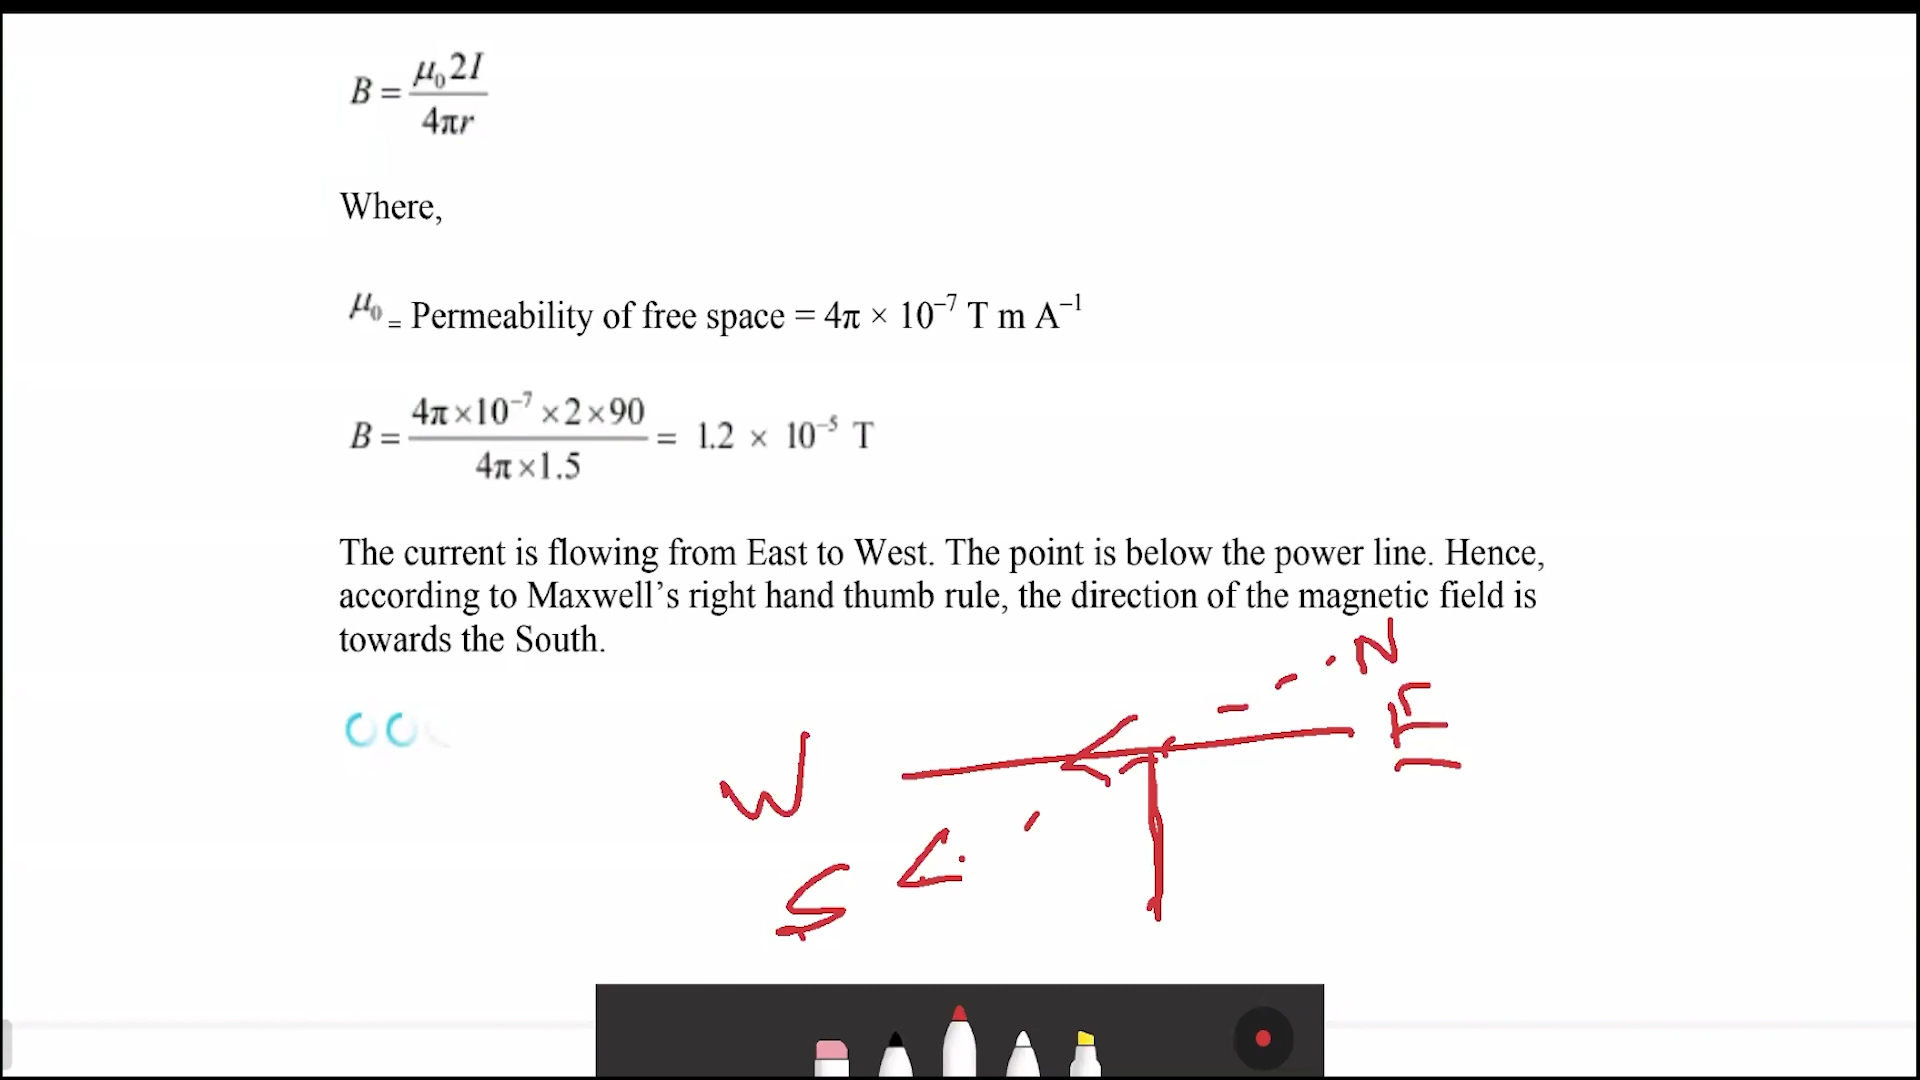 B = μ₀2I / 4πr
Where,
μ₀ = Permeability of free space = 4π × 10⁻⁷ T m A⁻¹
B = 4π×10⁻⁷×2×90 / 4π×1.5 = 1.2 × 10⁻⁵ T
The current is flowing from East to West. The point is below the power line. Hence,
according to Maxwell’s right hand thumb rule, the direction of the magnetic field is
towards the South.
N
E
W
S